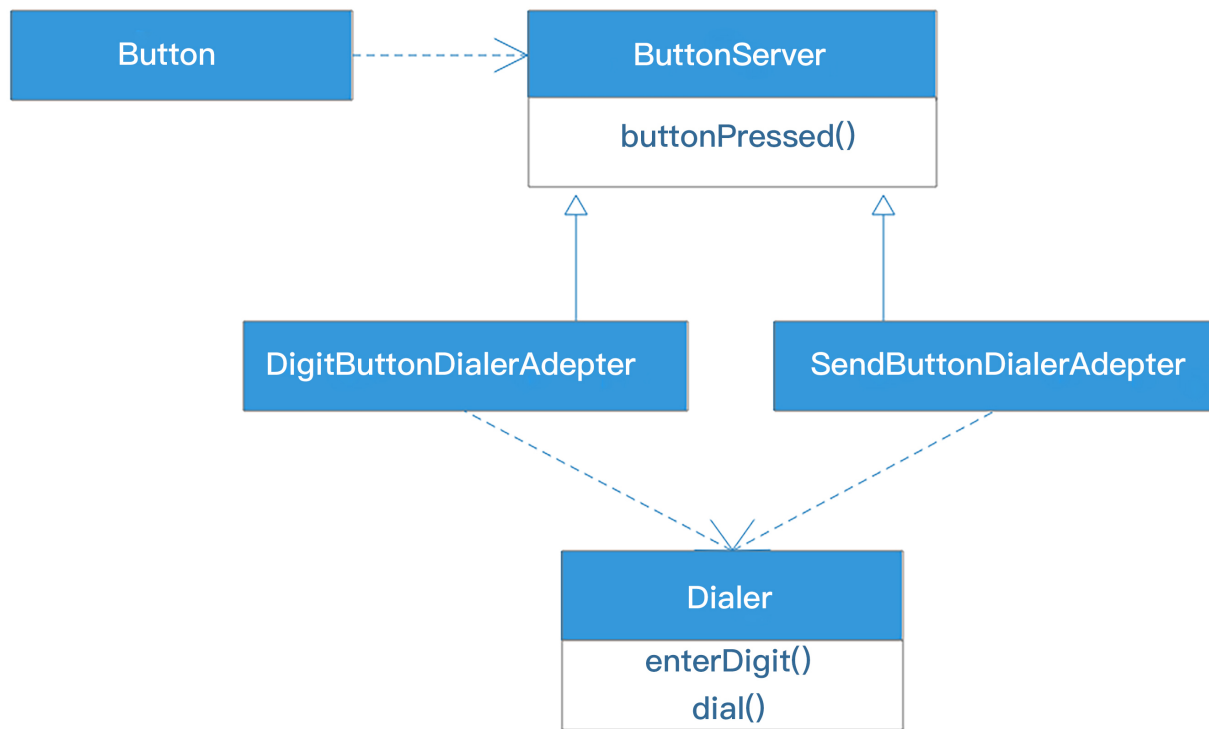 Button
ButtonServer
buttonPressed()
DigitButtonDialerAdepter
SendButtonDialerAdepter
Dialer
enterDigit()
dial()